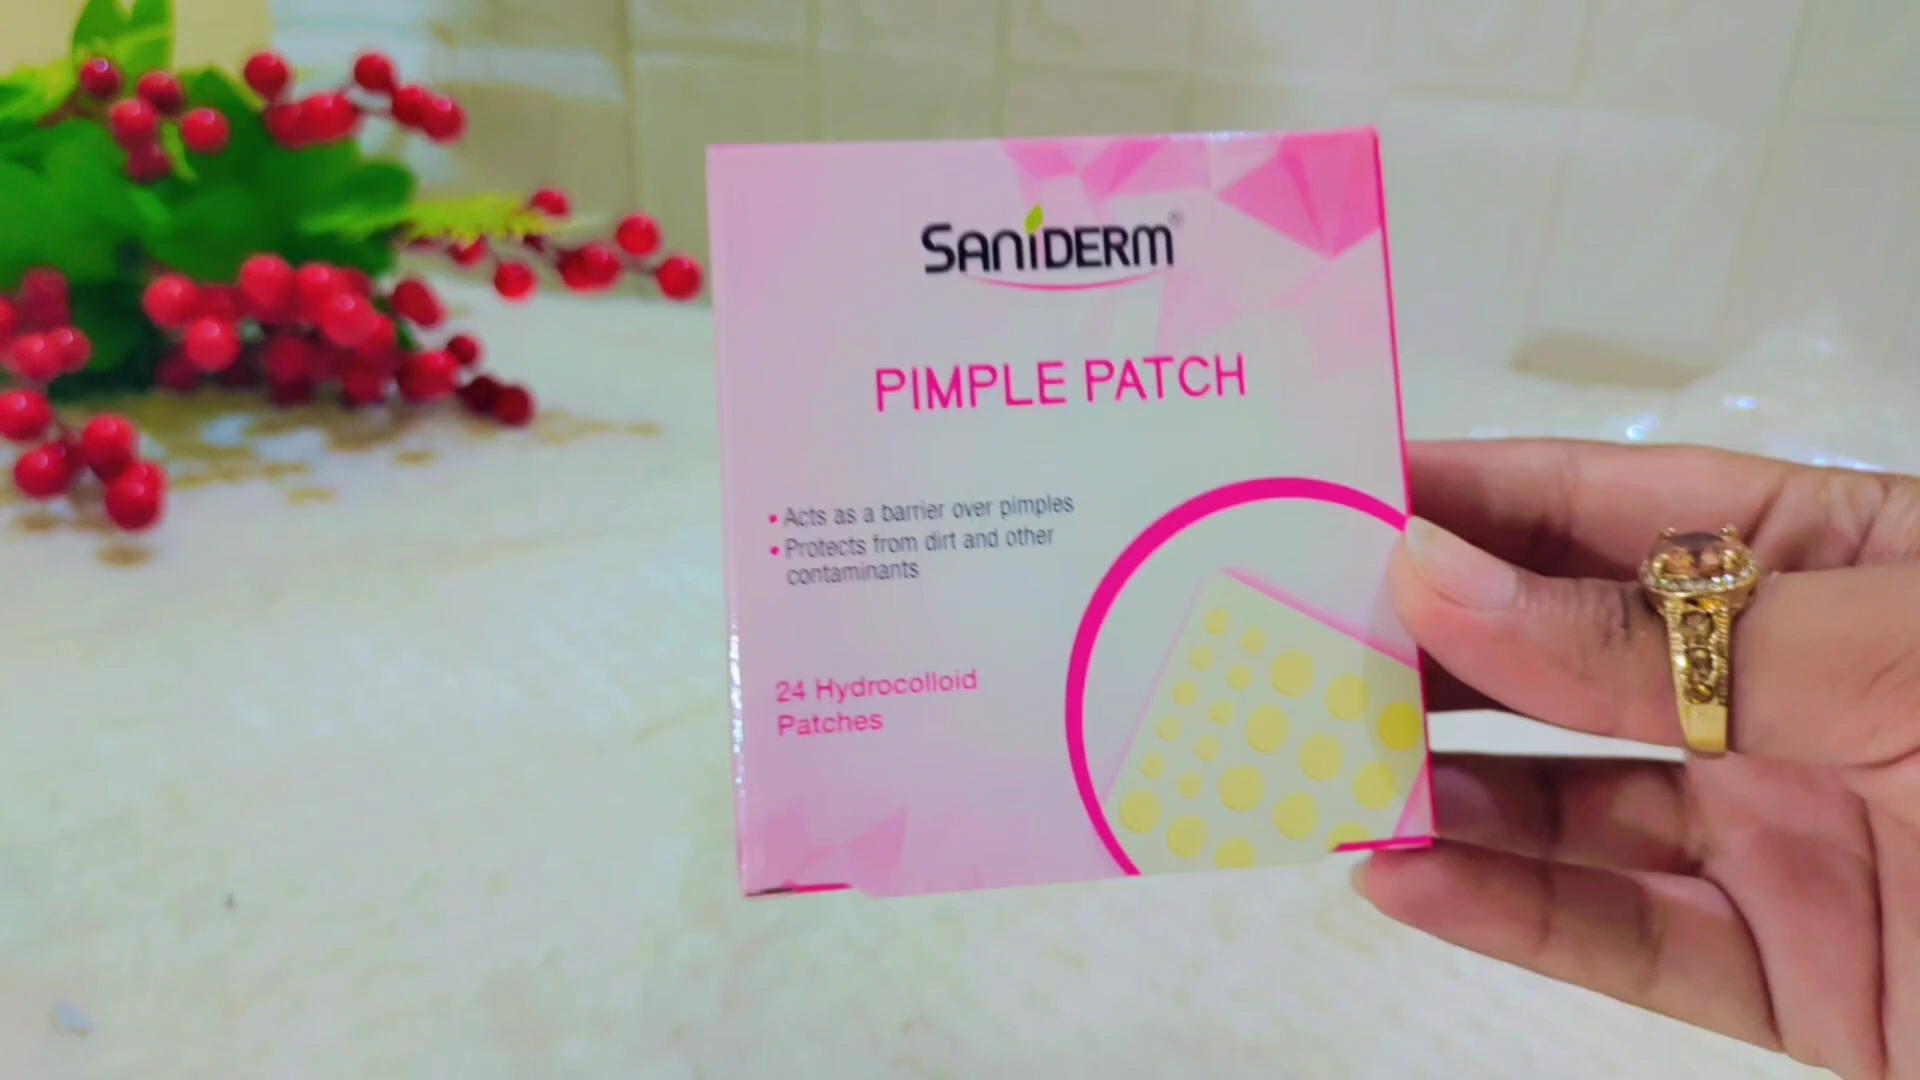 SANIDERM®
PIMPLE PATCH
• Acts as a barrier over pimples
• Protects from dirt and other
contaminants
24 Hydrocolloid
Patches